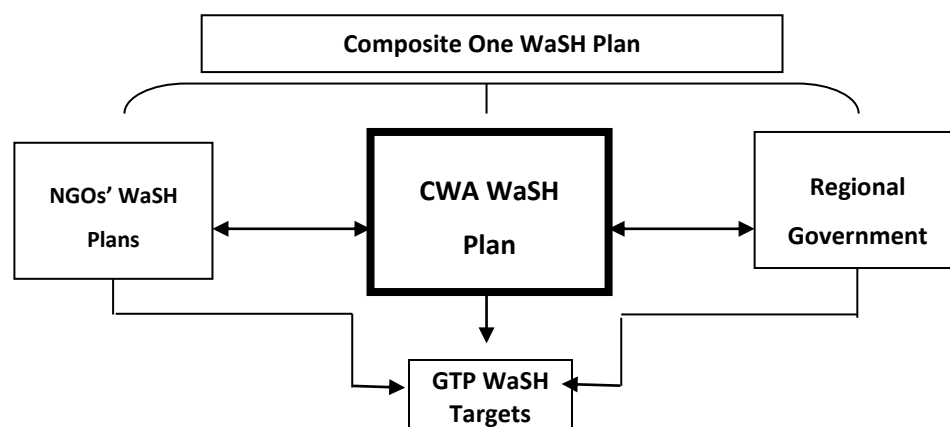 Composite One WaSH Plan
NGOs’ WaSH
Plans
CWA WaSH
Plan
Regional
Government
GTP WaSH
Targets